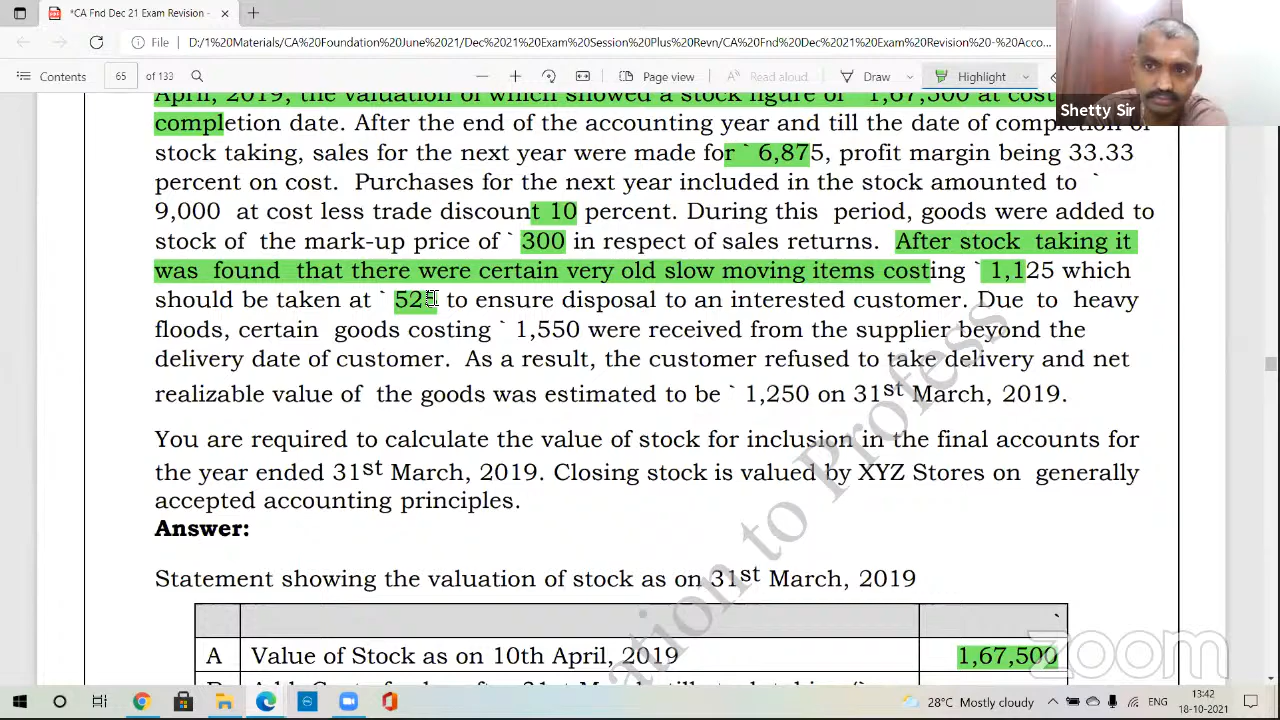 *CA Fnd Dec 21 Exam Revision -
File
D:/1%20Materials/CA%20Foundation%20June%2021/Dec%2021%20Exam%20Session%20Plus%20Revn/CA%20Fnd%20Dec%2021%20Exam%20Revision%20-%20Acco...
Contents 65 of 133 Page view Read aloud Draw Highlight
Shetty Sir
April, 2019, the valuation of which showed a stock figure of ` 1,67,500 at cost
completion date. After the end of the accounting year and till the date of completion of
stock taking, sales for the next year were made for ` 6,875, profit margin being 33.33
percent on cost. Purchases for the next year included in the stock amounted to `
9,000 at cost less trade discount 10 percent. During this period, goods were added to
stock of the mark-up price of ` 300 in respect of sales returns. After stock taking it
was found that there were certain very old slow moving items costing ` 1,125 which
should be taken at ` 525 to ensure disposal to an interested customer. Due to heavy
floods, certain goods costing ` 1,550 were received from the supplier beyond the
delivery date of customer. As a result, the customer refused to take delivery and net
realizable value of the goods was estimated to be ` 1,250 on 31st March, 2019.
You are required to calculate the value of stock for inclusion in the final accounts for
the year ended 31st March, 2019. Closing stock is valued by XYZ Stores on generally
accepted accounting principles.
Answer:
Statement showing the valuation of stock as on 31st March, 2019
`
A Value of Stock as on 10th April, 2019 1,67,500
zoom
28°C Mostly cloudy ENG 13:42
18-10-2021